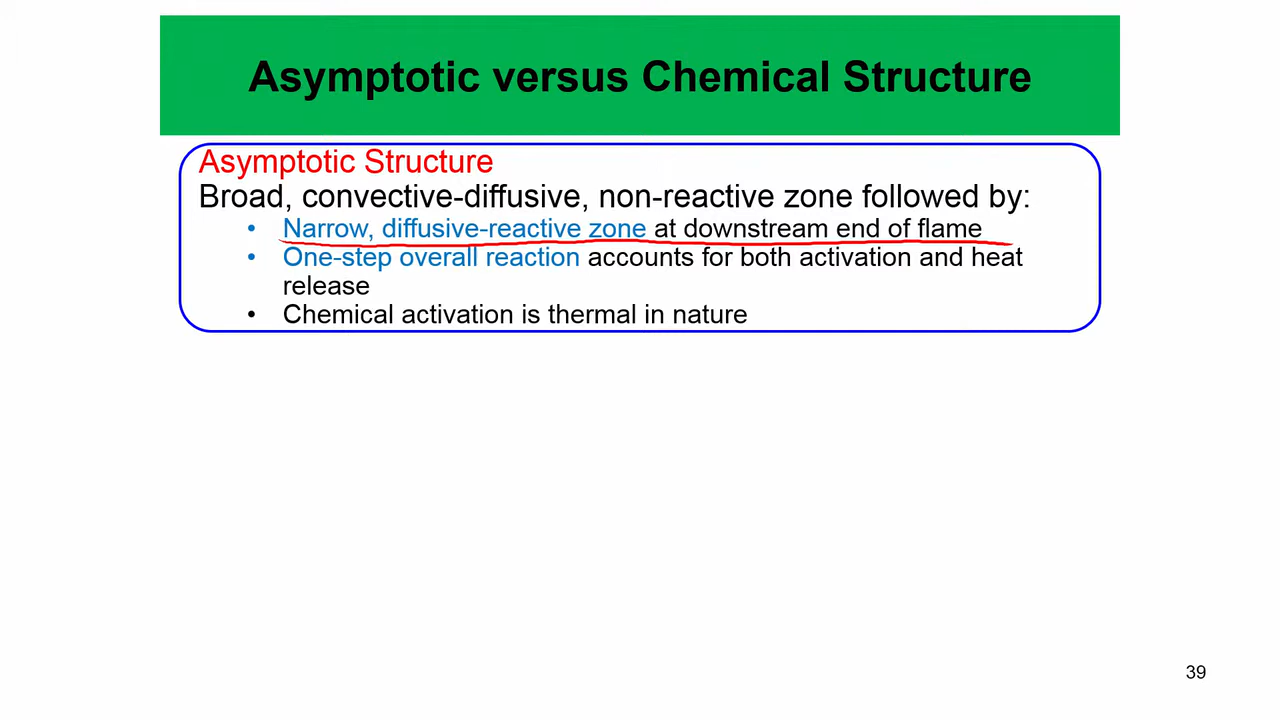 Asymptotic versus Chemical Structure
Asymptotic Structure
Broad, convective-diffusive, non-reactive zone followed by:
• Narrow, diffusive-reactive zone at downstream end of flame
• One-step overall reaction accounts for both activation and heat
release
• Chemical activation is thermal in nature
39